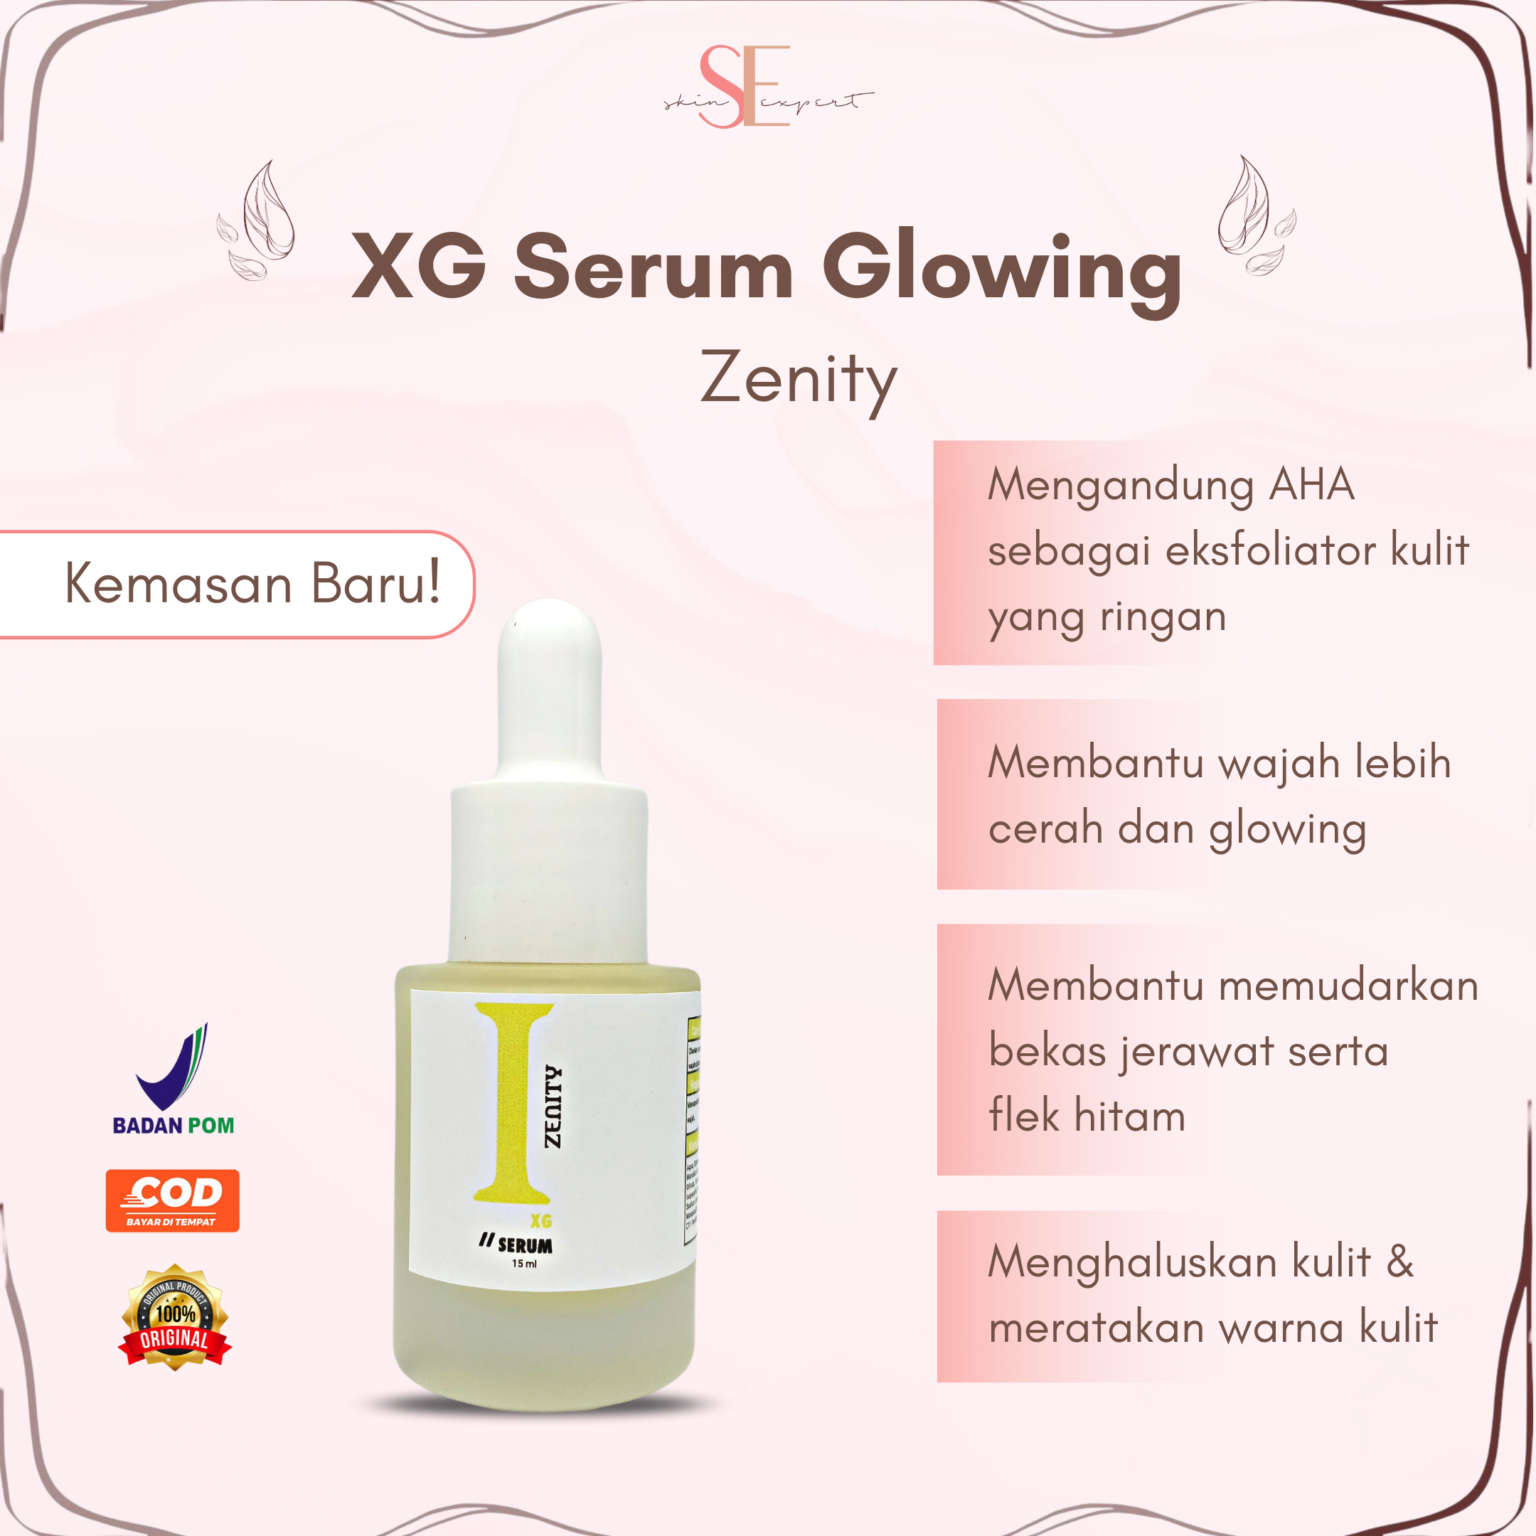 skin SE expert
XG Serum Glowing
Zenity
Mengandung AHA
sebagai eksfoliator kulit
yang ringan
Kemasan Baru!
Membantu wajah lebih
cerah dan glowing
Membantu memudarkan
bekas jerawat serta
flek hitam
Menghaluskan kulit &
meratakan warna kulit
I
ZENITY
XG
// SERUM
15 ml
BADAN POM
COD
BAYAR DI TEMPAT
ORIGINAL PRODUCT
100%
ORIGINAL